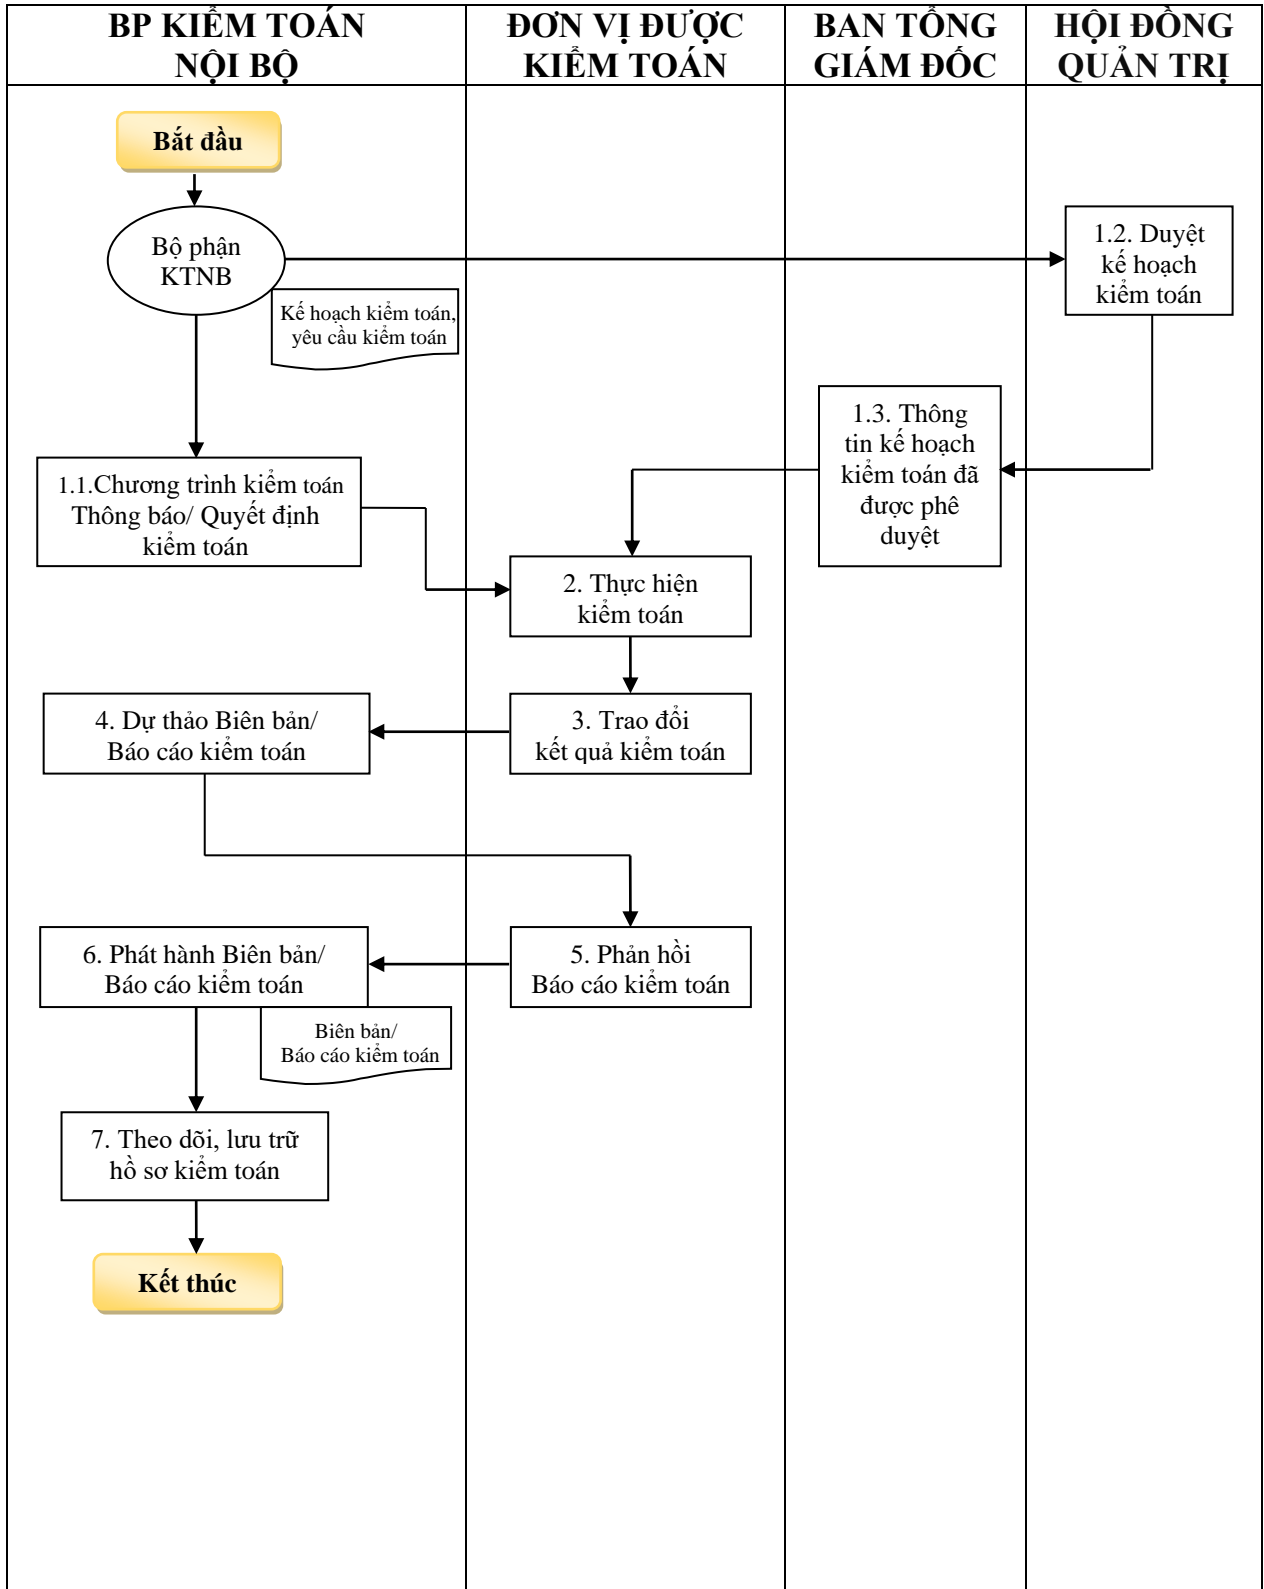 BP KIỂM TOÁN
NỘI BỘ
ĐƠN VỊ ĐƯỢC
KIỂM TOÁN
BAN TỔNG
GIÁM ĐỐC
HỘI ĐỒNG
QUẢN TRỊ
Bắt đầu
Bộ phận
KTNB
Kế hoạch kiểm toán,
yêu cầu kiểm toán
1.2. Duyệt
kế hoạch
kiểm toán
1.3. Thông
tin kế hoạch
kiểm toán đã
được phê
duyệt
1.1.Chương trình kiểm toán
Thông báo/ Quyết định
kiểm toán
2. Thực hiện
kiểm toán
4. Dự thảo Biên bản/
Báo cáo kiểm toán
3. Trao đổi
kết quả kiểm toán
6. Phát hành Biên bản/
Báo cáo kiểm toán
5. Phản hồi
Báo cáo kiểm toán
Biên bản/
Báo cáo kiểm toán
7. Theo dõi, lưu trữ
hồ sơ kiểm toán
Kết thúc